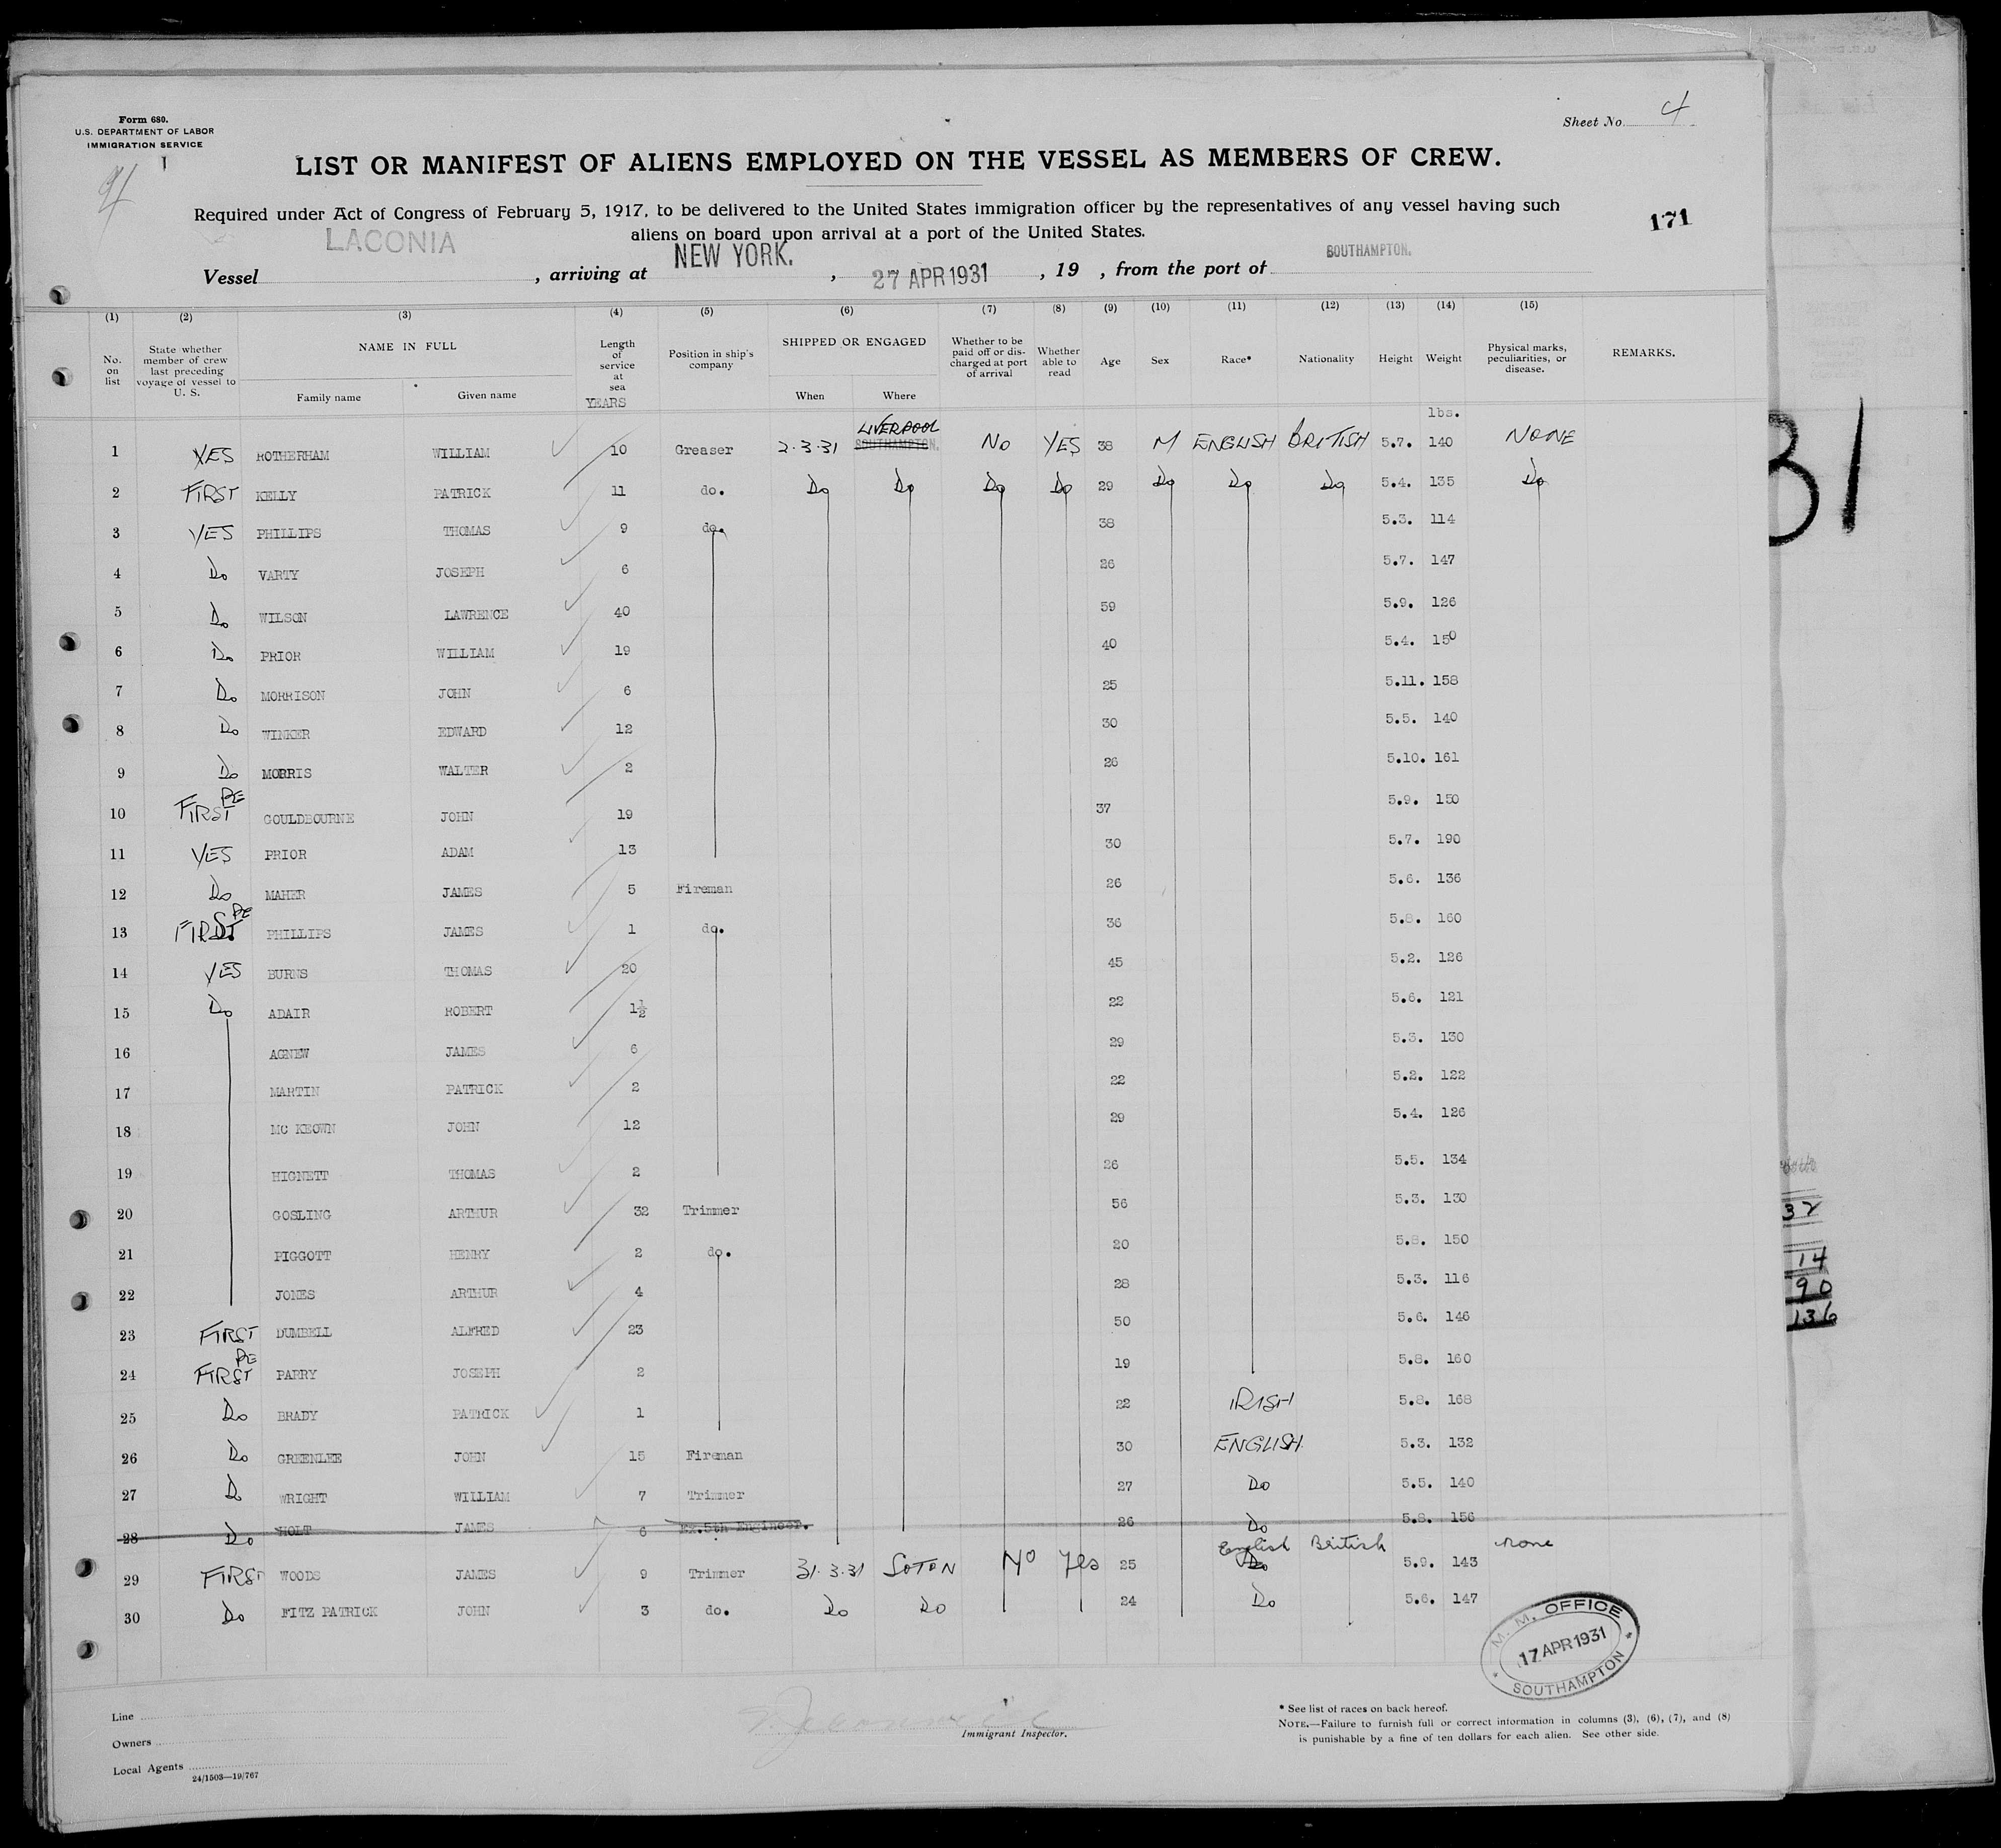 Form 680.
U.S. DEPARTMENT OF LABOR
IMMIGRATION SERVICE
Sheet No. 4
LIST OR MANIFEST OF ALIENS EMPLOYED ON THE VESSEL AS MEMBERS OF CREW.
Required under Act of Congress of February 5, 1917, to be delivered to the United States immigration officer by the representatives of any vessel having such
aliens on board upon arrival at a port of the United States.
171
Vessel LACONIA, arriving at NEW YORK., 27 APR 1931, 19 , from the port of SOUTHAMPTON.
(1) (2) (3) (4) (5) (6) (7) (8) (9) (10) (11) (12) (13) (14) (15)
No. on list
State whether member of crew last preceding voyage of vessel to U. S.
NAME IN FULL
Family name
Given name
Length of service at sea
YEARS
Position in ship's company
SHIPPED OR ENGAGED
When
Where
Whether to be paid off or discharged at port of arrival
Whether able to read
Age
Sex
Race*
Nationality
Height
Weight
Physical marks, peculiarities, or disease.
REMARKS.
lbs.
1 YES ROTHERHAM WILLIAM 10 Greaser 2.3.31 LIVERPOOL SOUTHAMPTON. NO YES 38 M ENGLISH BRITISH 5.7. 140 NONE
2 FIRST KELLY PATRICK 11 do. Do Do Do Do 29 Do Do Do 5.4. 135 Do
3 YES PHILLIPS THOMAS 9 do. 38 5.3. 114
4 Do VARTY JOSEPH 6 26 5.7. 147
5 Do WILSON LAWRENCE 40 59 5.9. 126
6 Do PRIOR WILLIAM 19 40 5.4. 150
7 Do MORRISON JOHN 6 25 5.11. 158
8 Do WINKER EDWARD 12 30 5.5. 140
9 Do MORRIS WALTER 2 26 5.10. 161
10 FIRST RE GOULDBOURNE JOHN 19 37 5.9. 150
11 YES PRIOR ADAM 13 30 5.7. 190
12 Do MAHER JAMES 5 Fireman 26 5.6. 136
13 FIRST RE PHILLIPS JAMES 1 do. 36 5.8. 160
14 YES BURNS THOMAS 20 45 5.2. 126
15 Do ADAIR ROBERT 1½ 22 5.6. 121
16 AGNEW JAMES 6 29 5.3. 130
17 MARTIN PATRICK 2 22 5.2. 122
18 MC KEOWN JOHN 12 29 5.4. 126
19 HIGNETT THOMAS 2 26 5.5. 134
20 GOSLING ARTHUR 32 Trimmer 56 5.3. 130
21 PIGGOTT HENRY 2 do. 20 5.8. 150
22 JONES ARTHUR 4 28 5.3. 116
23 FIRST DUMBELL ALFRED 23 50 5.6. 146
24 FIRST RE PARRY JOSEPH 2 19 5.8. 160
25 Do BRADY PATRICK 1 22 IRISH 5.8. 168
26 Do GREENLEE JOHN 15 Fireman 30 ENGLISH 5.3. 132
27 Do WRIGHT WILLIAM 7 Trimmer 27 Do 5.5. 140
28 Do HOLT JAMES 6 Ex.5th Engineer. 26 Do 5.8. 156
29 FIRST WOODS JAMES 9 Trimmer 31.3.31 SOTON No yes 25 Do English British 5.9. 143 none
30 Do FITZ PATRICK JOHN 3 do. Do Do 24 Do 5.6. 147
M. M. OFFICE
17 APR 1931
SOUTHAMPTON
Line
Owners
Local Agents
24/1503—19/767
Immigrant Inspector.
* See list of races on back hereof.
NOTE.—Failure to furnish full or correct information in columns (3), (6), (7), and (8)
is punishable by a fine of ten dollars for each alien. See other side.
31
32
14
90
136